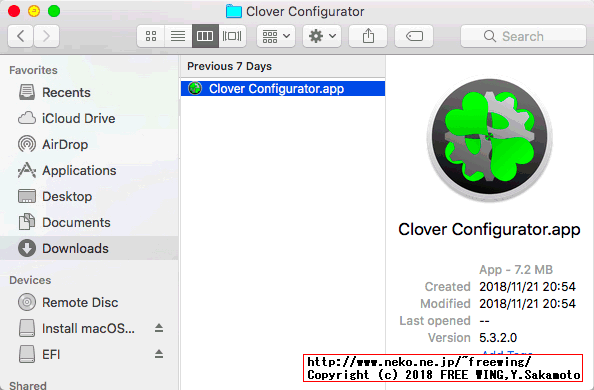 Clover Configurator
Search
Favorites
Recents
iCloud Drive
AirDrop
Applications
Desktop
Documents
Downloads
Devices
Remote Disc
Install macOS...
EFI
Shared
Previous 7 Days
Clover Configurator.app
Clover Configurator.app
App - 7.2 MB
Created 2018/11/21 20:54
Modified 2018/11/21 20:54
Last opened --
Version 5.3.2.0
Add Tags...
http://www.neko.ne.jp/~freewing/
Copyright (c) 2018 FREE WING,Y.Sakamoto